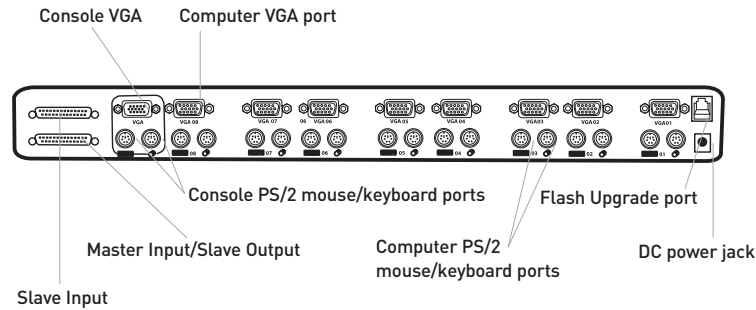 Console VGA
Computer VGA port
VGA
VGA 08
VGA 07
06
VGA 06
VGA 05
VGA 04
VGA03
VGA 02
VGA01
08
07
06
05
04
03
02
01
Console PS/2 mouse/keyboard ports
Flash Upgrade port
Master Input/Slave Output
Computer PS/2
mouse/keyboard ports
DC power jack
Slave Input